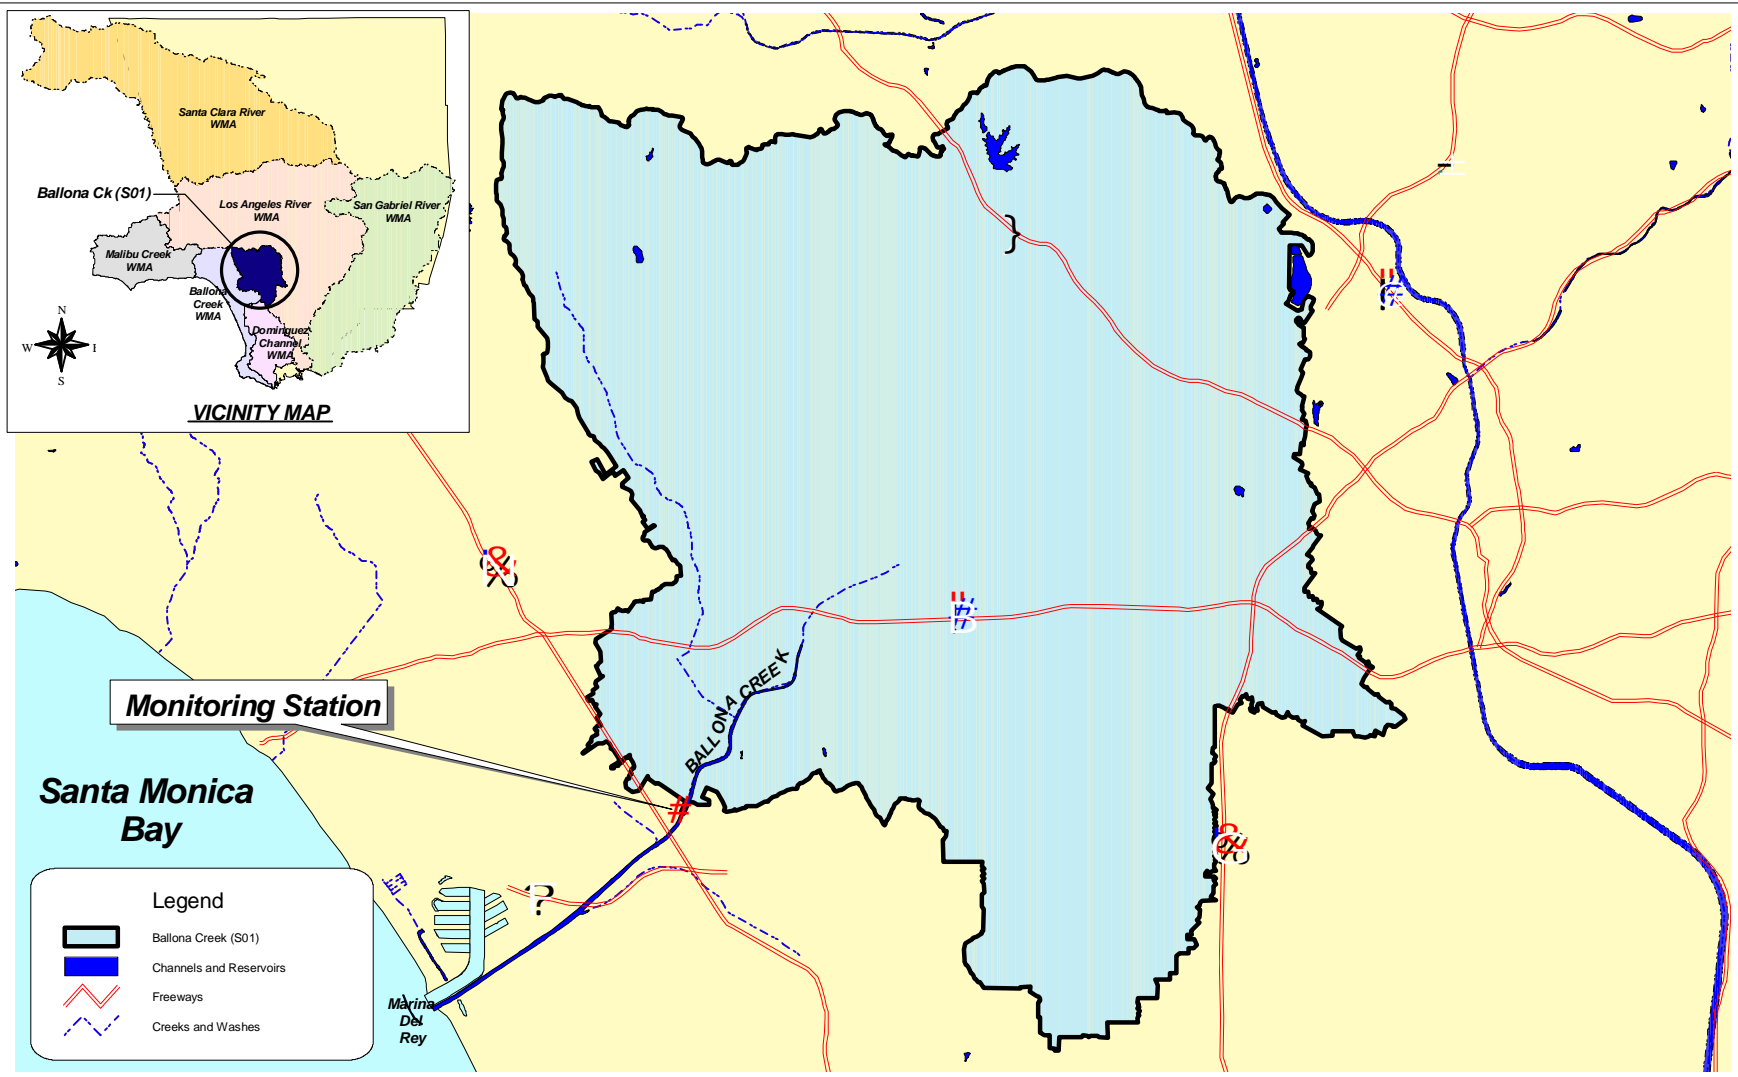 Santa Clara River
WMA
Ballona Ck (S01)
Los Angeles River
WMA
San Gabriel River
WMA
Malibu Creek
WMA
Ballona
Creek
WMA
Dominguez
Channel
WMA
N
W
S
VICINITY MAP
BALLONA CREEK
Monitoring Station
Santa Monica
Bay
Marina
Del
Rey
Legend
Ballona Creek (S01)
Channels and Reservoirs
Freeways
Creeks and Washes